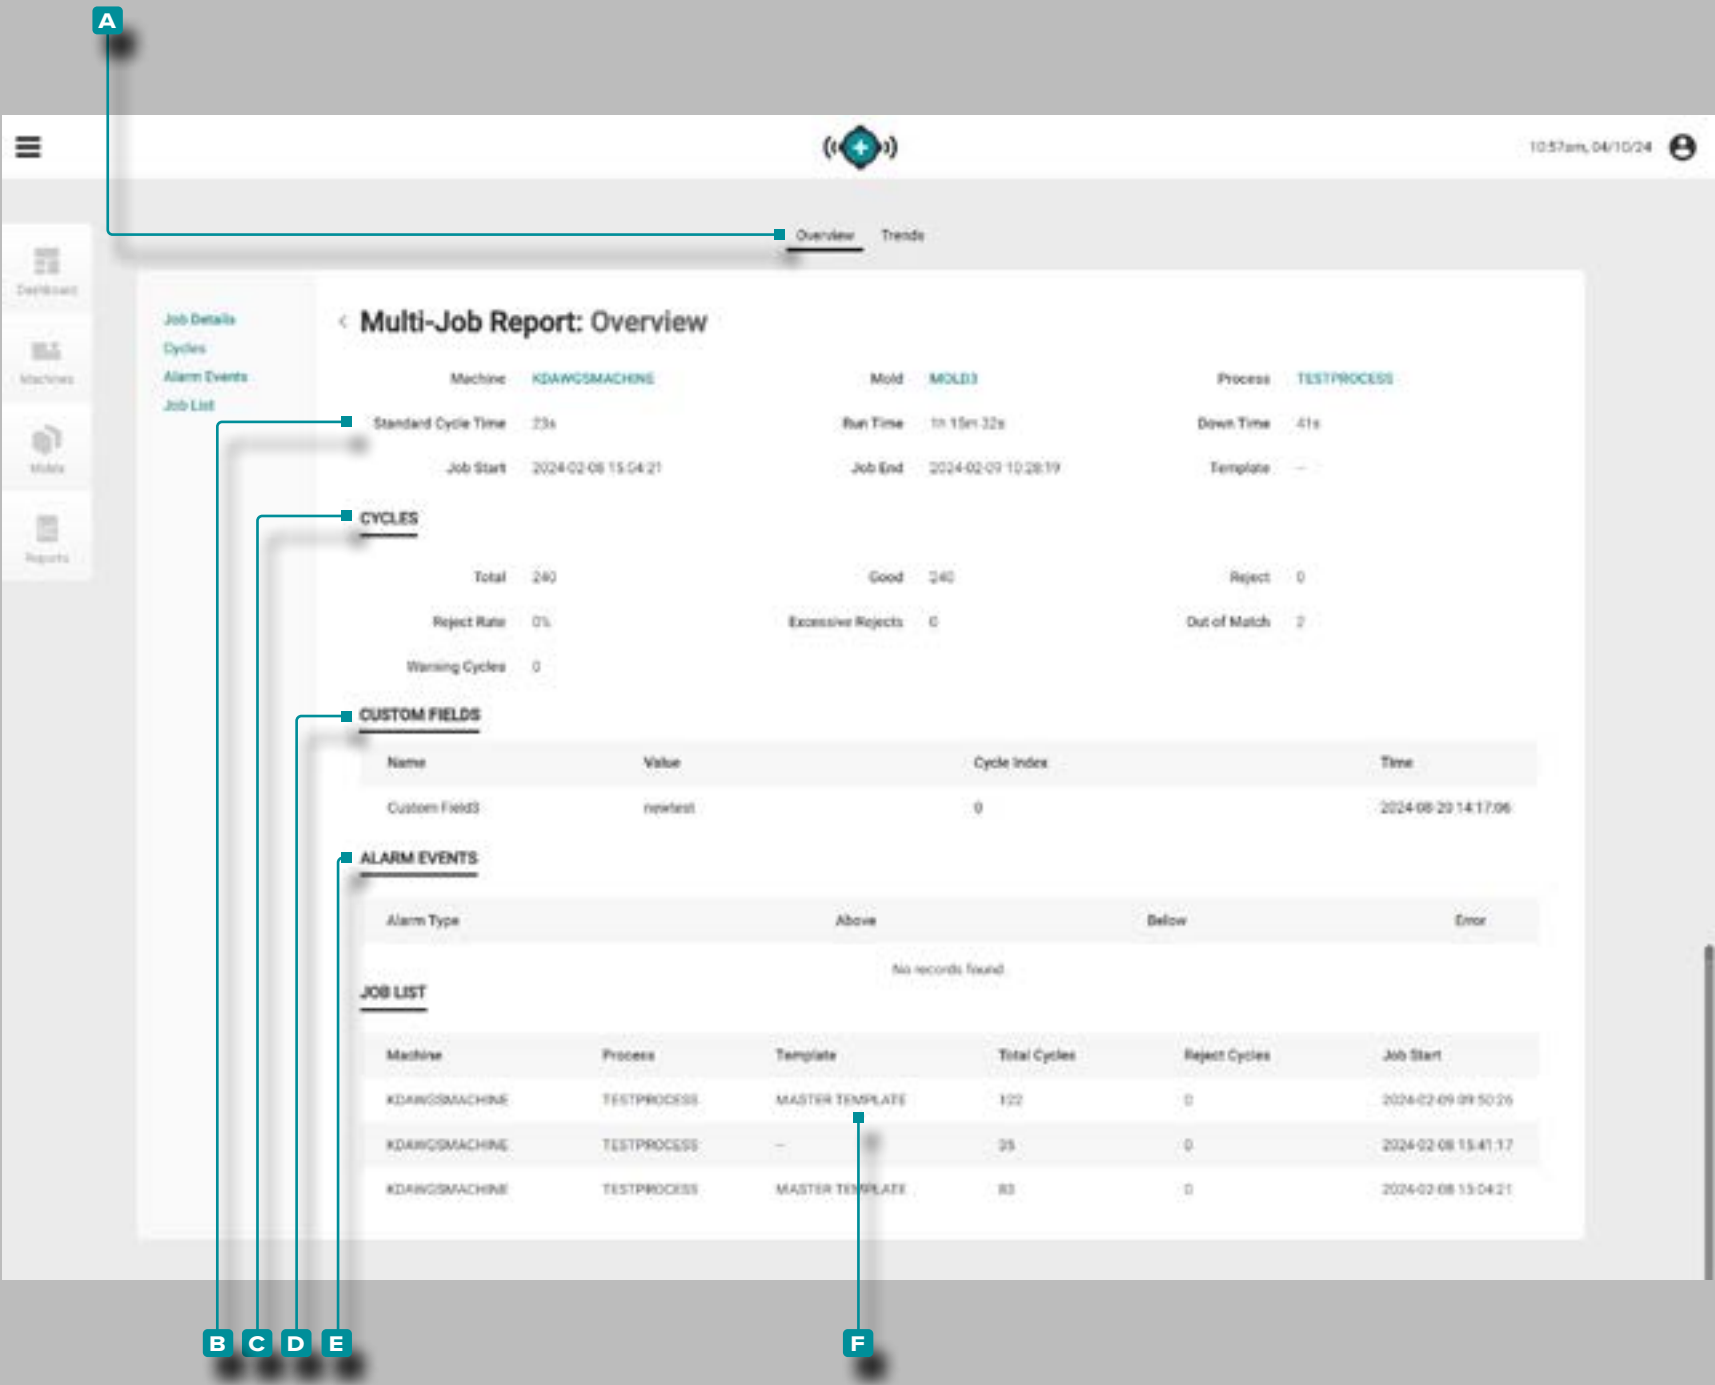 A
10:57am, 04/10/24
Overview Trends
Dashboard
Machines
Molds
Reports
Job Details
Cycles
Alarm Events
Job List
Multi-Job Report: Overview
Machine KDAWGSMACHINE Mold MOLD3 Process TESTPROCESS
Standard Cycle Time 23s Run Time 1h 15m 32s Down Time 41s
Job Start 2024-02-08 15:04:21 Job End 2024-02-09 10:28:19 Template --
CYCLES
Total 240 Good 240 Reject 0
Reject Rate 0% Excessive Rejects 0 Out of Match 2
Warning Cycles 0
CUSTOM FIELDS
Name Value Cycle Index Time
Custom Field3 newtest 0 2024-08-20 14:17:06
ALARM EVENTS
Alarm Type Above Below Error
No records found
JOB LIST
Machine Process Template Total Cycles Reject Cycles Job Start
KDAWGSMACHINE TESTPROCESS MASTER TEMPLATE 122 0 2024-02-09 09:50:26
KDAWGSMACHINE TESTPROCESS -- 35 0 2024-02-08 15:41:17
KDAWGSMACHINE TESTPROCESS MASTER TEMPLATE 83 0 2024-02-08 15:04:21
B C D E F